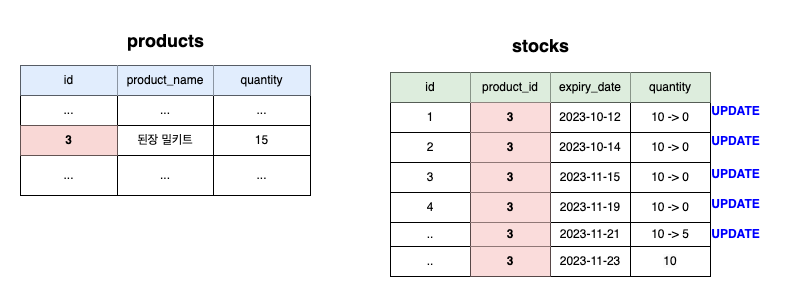 products
id product_name quantity
... ... ...
3 된장 밀키트 15
... ... ...
stocks
id product_id expiry_date quantity
1 3 2023-10-12 10 -> 0 UPDATE
2 3 2023-10-14 10 -> 0 UPDATE
3 3 2023-11-15 10 -> 0 UPDATE
4 3 2023-11-19 10 -> 0 UPDATE
.. 3 2023-11-21 10 -> 5 UPDATE
.. 3 2023-11-23 10